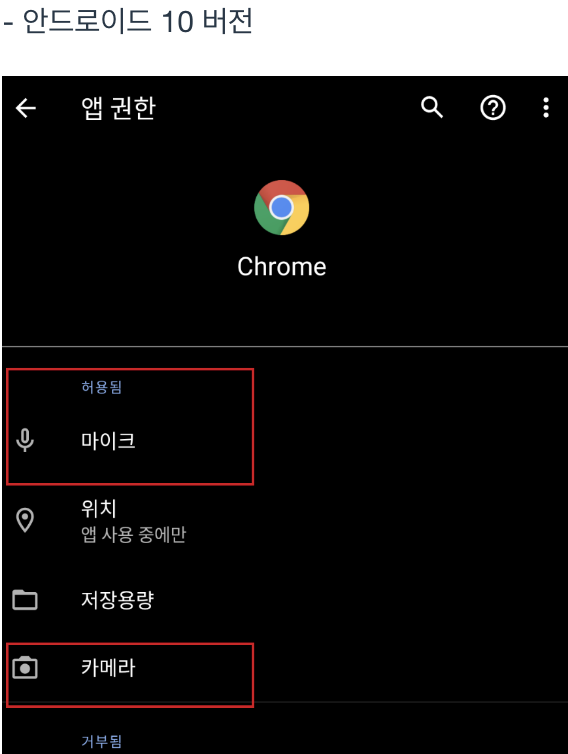 - 안드로이드 10 버전
앱 권한
Chrome
허용됨
마이크
위치
앱 사용 중에만
저장용량
카메라
거부됨